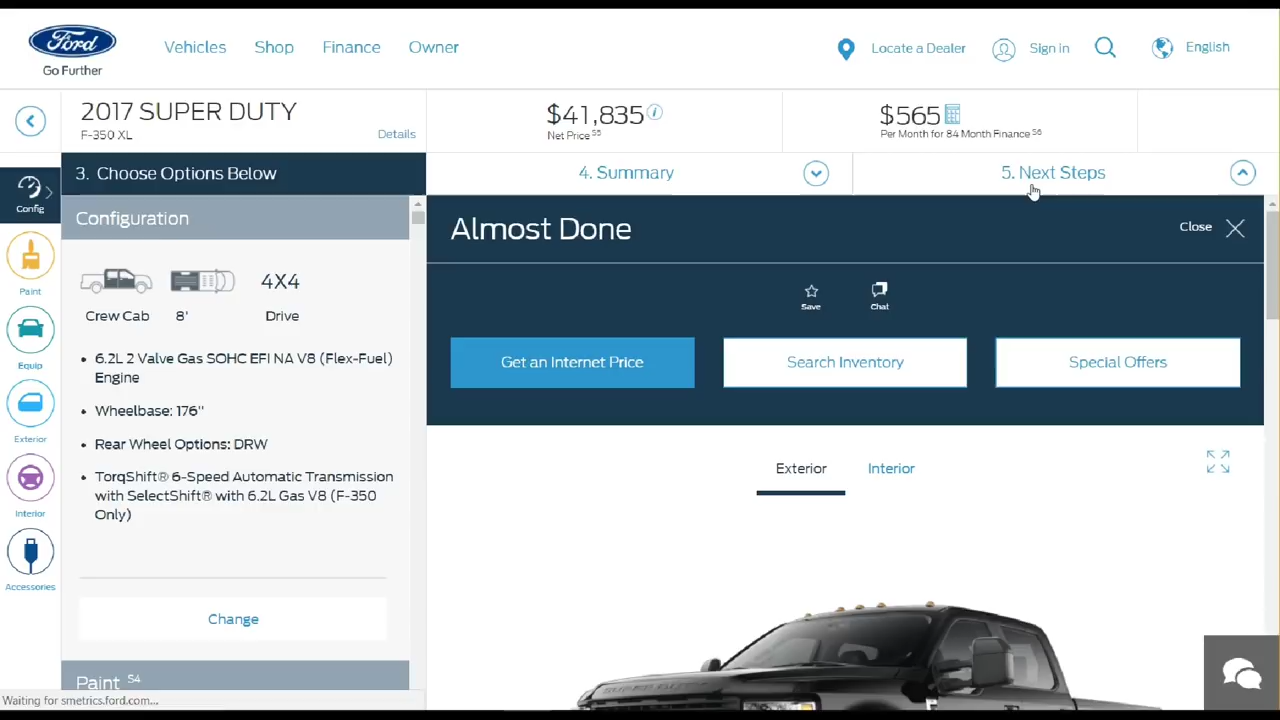 Ford
Go Further
Vehicles
Shop
Finance
Owner
Locate a Dealer
Sign in
English
2017 SUPER DUTY
F-350 XL
Details
$41,835
Net Price S5
$565
Per Month for 84 Month Finance S6
3. Choose Options Below
4. Summary
5. Next Steps
Config
Paint
Equip
Exterior
Interior
Accessories
Configuration
Crew Cab
8'
4X4
Drive
6.2L 2 Valve Gas SOHC EFI NA V8 (Flex-Fuel)
Engine
Wheelbase: 176"
Rear Wheel Options: DRW
TorqShift® 6-Speed Automatic Transmission
with SelectShift® with 6.2L Gas V8 (F-350
Only)
Change
Paint S4
Almost Done
Close
Save
Chat
Get an Internet Price
Search Inventory
Special Offers
Exterior
Interior
SUPER DUTY
Waiting for smetrics.ford.com...